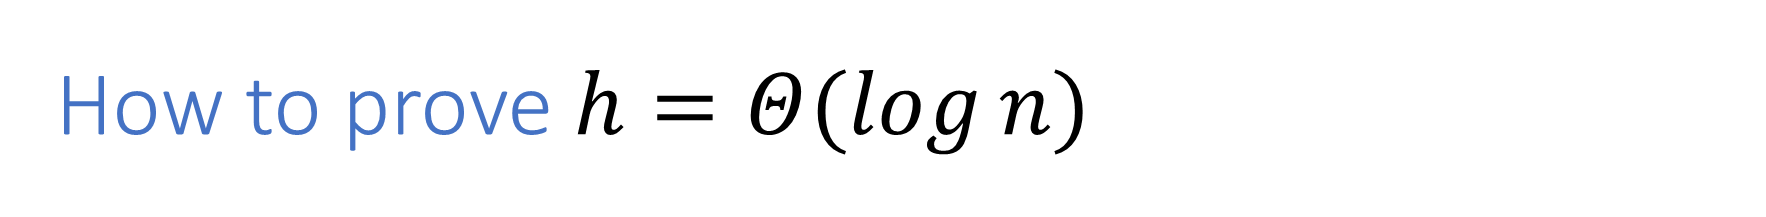 How to prove h = Θ(log n)